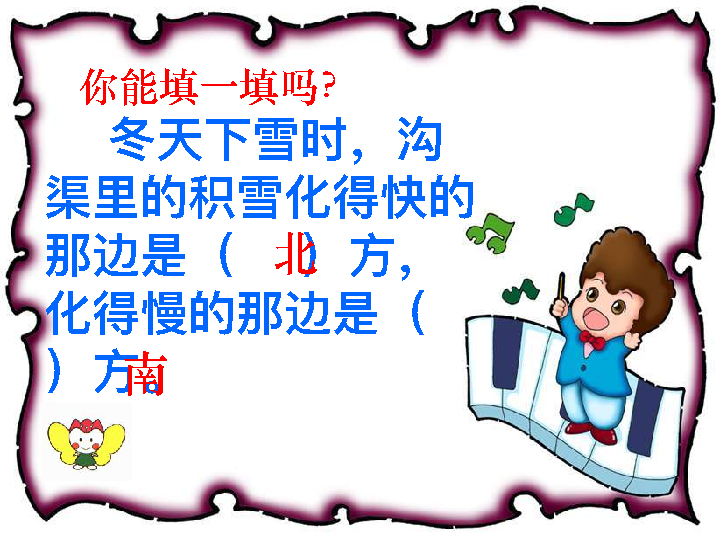 你能填一填吗?
冬天下雪时，沟
渠里的积雪化得快的
那边是（ 北）方，
化得慢的那边是（
）方。南